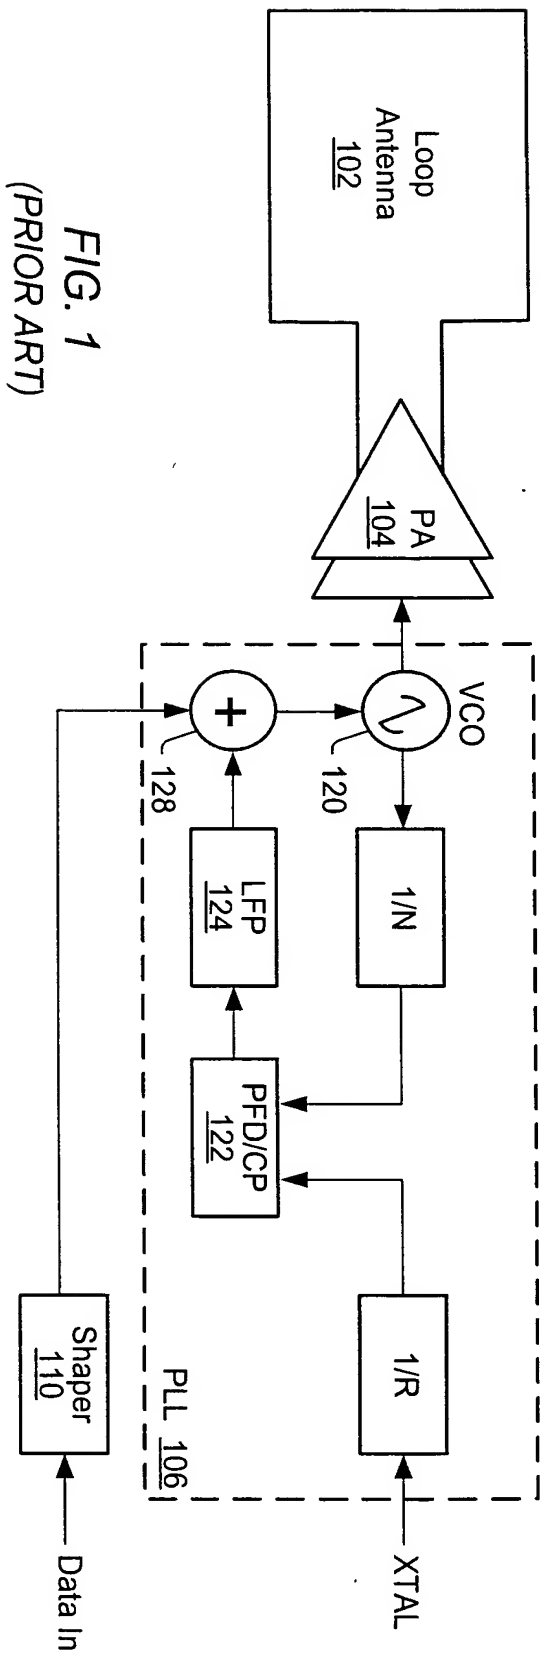 Loop
Antenna
102
PA
104
VCO
120
128
1/N
LFP
124
PFD/CP
122
1/R
PLL 106
XTAL
Shaper
110
Data In
FIG. 1
(PRIOR ART)